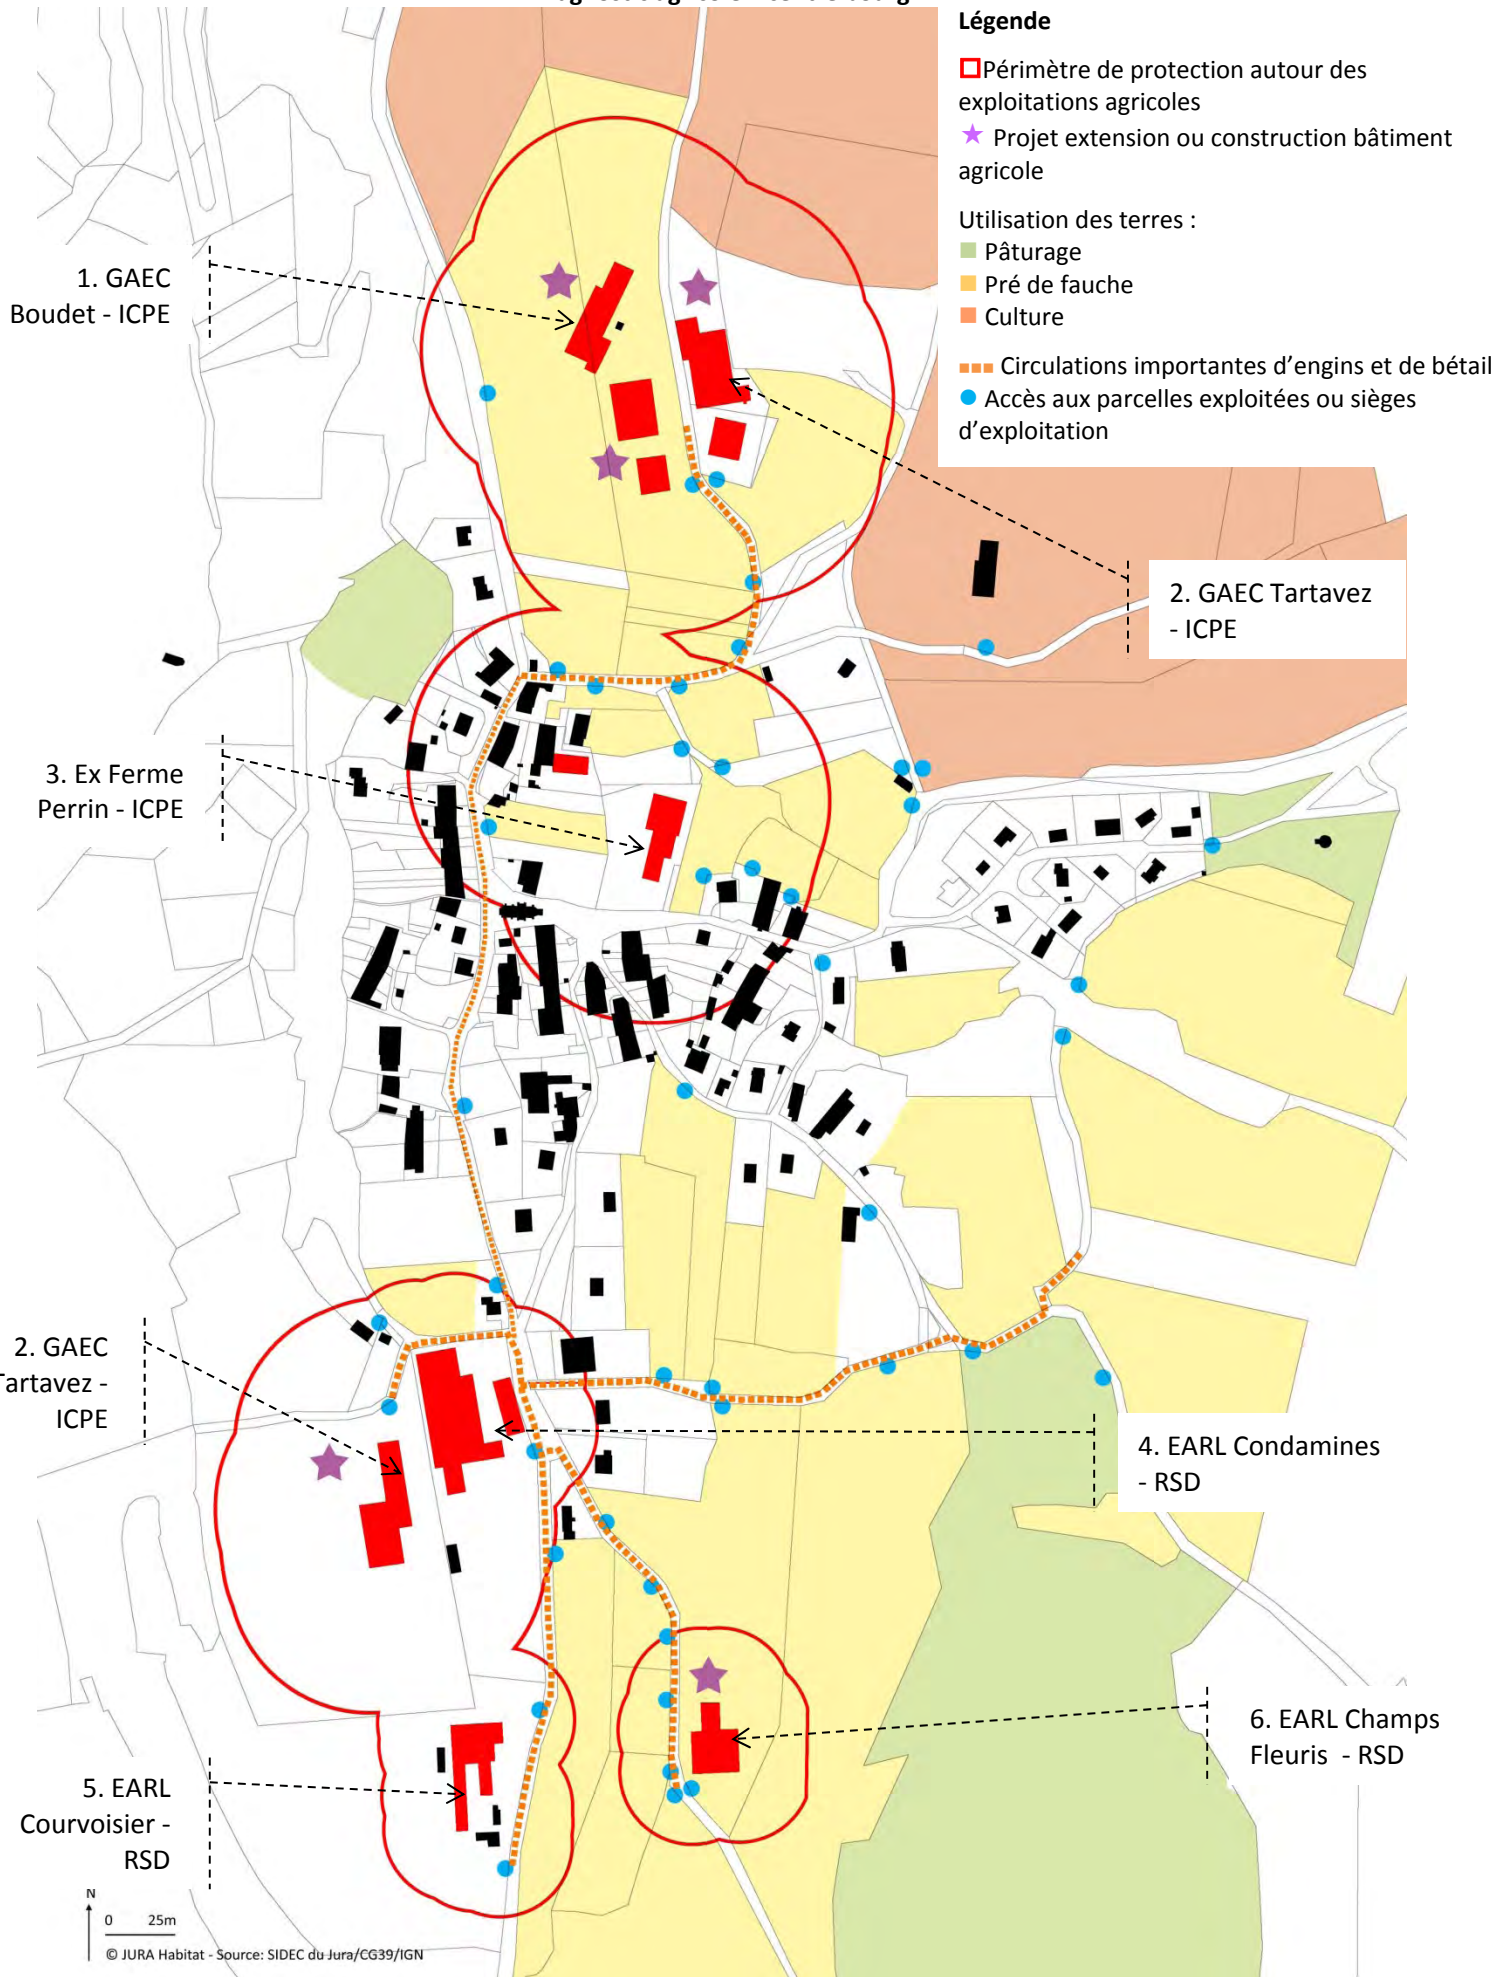 Légende
Périmètre de protection autour des
exploitations agricoles
Projet extension ou construction bâtiment
agricole
Utilisation des terres :
Pâturage
Pré de fauche
Culture
Circulations importantes d'engins et de bétail
Accès aux parcelles exploitées ou sièges
d'exploitation
1. GAEC
Boudet - ICPE
2. GAEC Tartavez
- ICPE
3. Ex Ferme
Perrin - ICPE
2. GAEC
Tartavez -
ICPE
4. EARL Condamines
- RSD
5. EARL
Courvoisier -
RSD
6. EARL Champs
Fleuris - RSD
N
0 25m
© JURA Habitat - Source: SIDEC du Jura/CG39/IGN